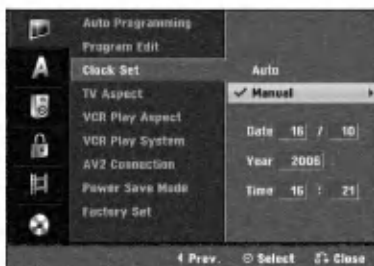 Auto Programming
Program Edit
Clock Set
TV Aspect
VCR Play Aspect
VCR Play System
AV2 Connection
Power Save Mode
Factory Set
A
Auto
✓ Manual
Date 16 / 10
Year 2006
Time 16 : 21
Prev. Select Close